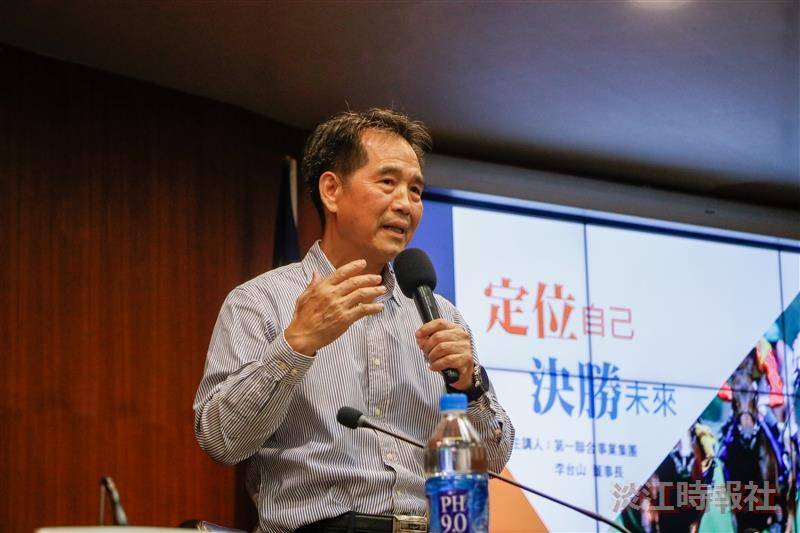 定位自己
決勝未來
主講人：第一聯合事業集團
李台山 董事長
淡江時報社
PH
9.0